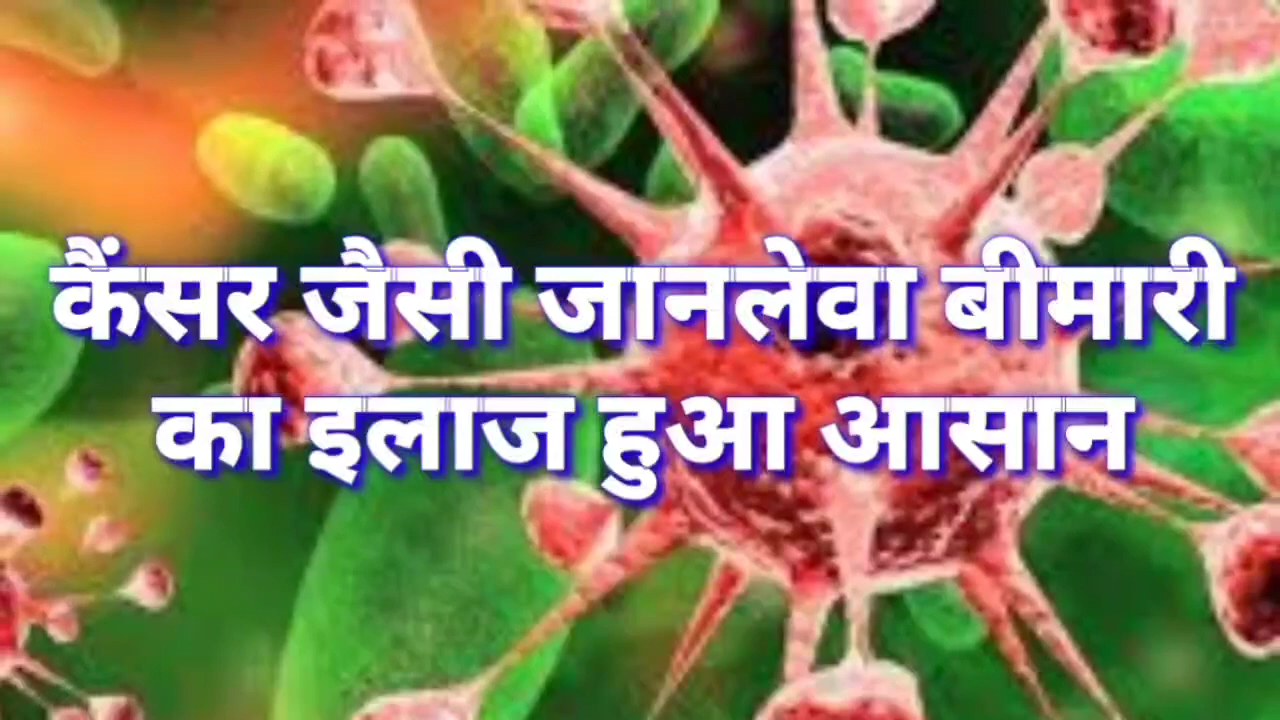 कैंसर जैसी जानलेवा बीमारी
का इलाज हुआ आसान